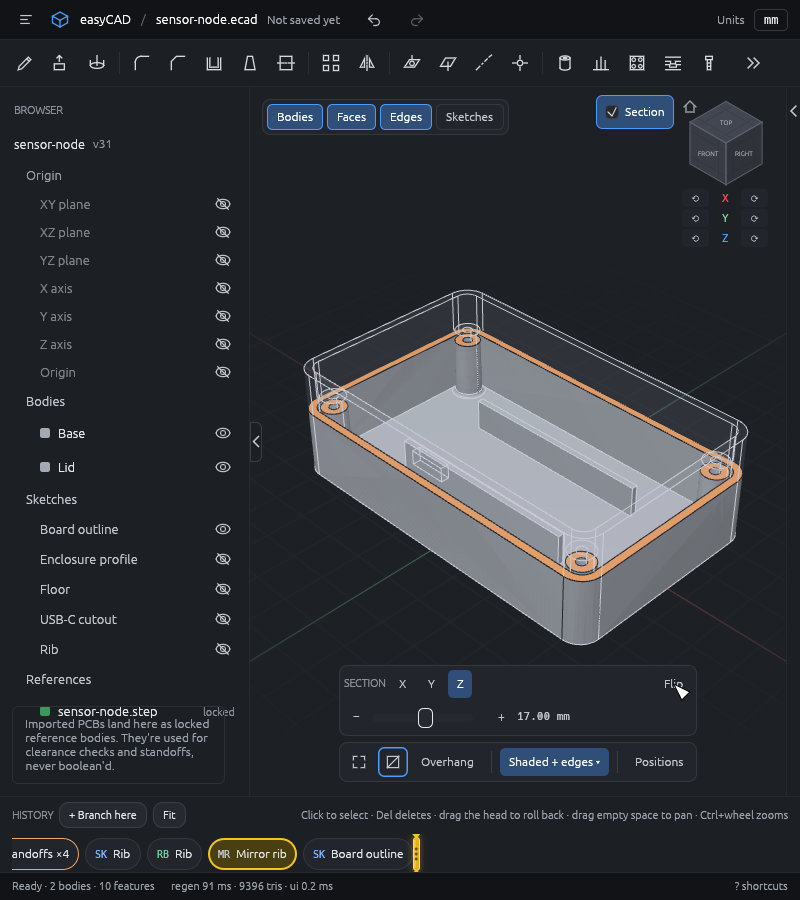 easyCAD / sensor-node.ecad Not saved yet Units mm
BROWSER
sensor-node v31
Origin
XY plane
XZ plane
YZ plane
X axis
Y axis
Z axis
Origin
Bodies
Base
Lid
Sketches
Board outline
Enclosure profile
Floor
USB-C cutout
Rib
References
sensor-node.step locked
Imported PCBs land here as locked
reference bodies. They're used for
clearance checks and standoffs,
never boolean'd.
Bodies Faces Edges Sketches
Section
TOP
FRONT RIGHT
X
Y
Z
SECTION X Y Z Flip
− + 17.00 mm
Overhang Shaded + edges ▾ Positions
HISTORY + Branch here Fit Click to select · Del deletes · drag the head to roll back · drag empty space to pan · Ctrl+wheel zooms
andoffs ×4 SK Rib RB Rib MR Mirror rib SK Board outline
Ready · 2 bodies · 10 features regen 91 ms · 9396 tris · ui 0.2 ms ? shortcuts